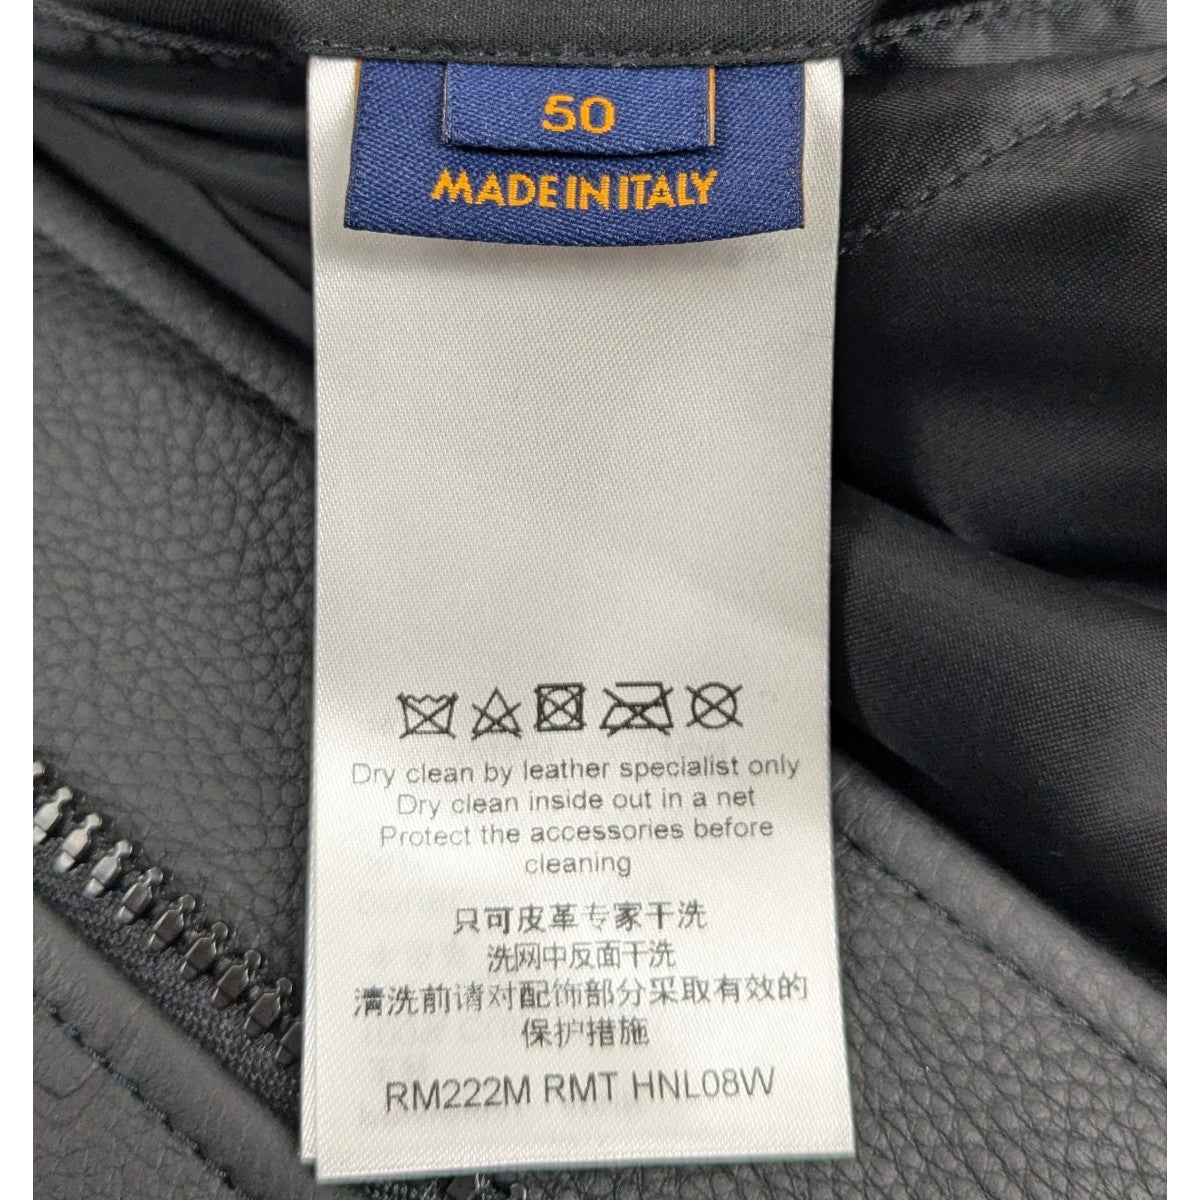 50
MADE IN ITALY
Dry clean by leather specialist only
Dry clean inside out in a net
Protect the accessories before
cleaning
只可皮革专家干洗
洗网中反面干洗
清洗前请对配饰部分采取有效的
保护措施
RM222M RMT HNL08W